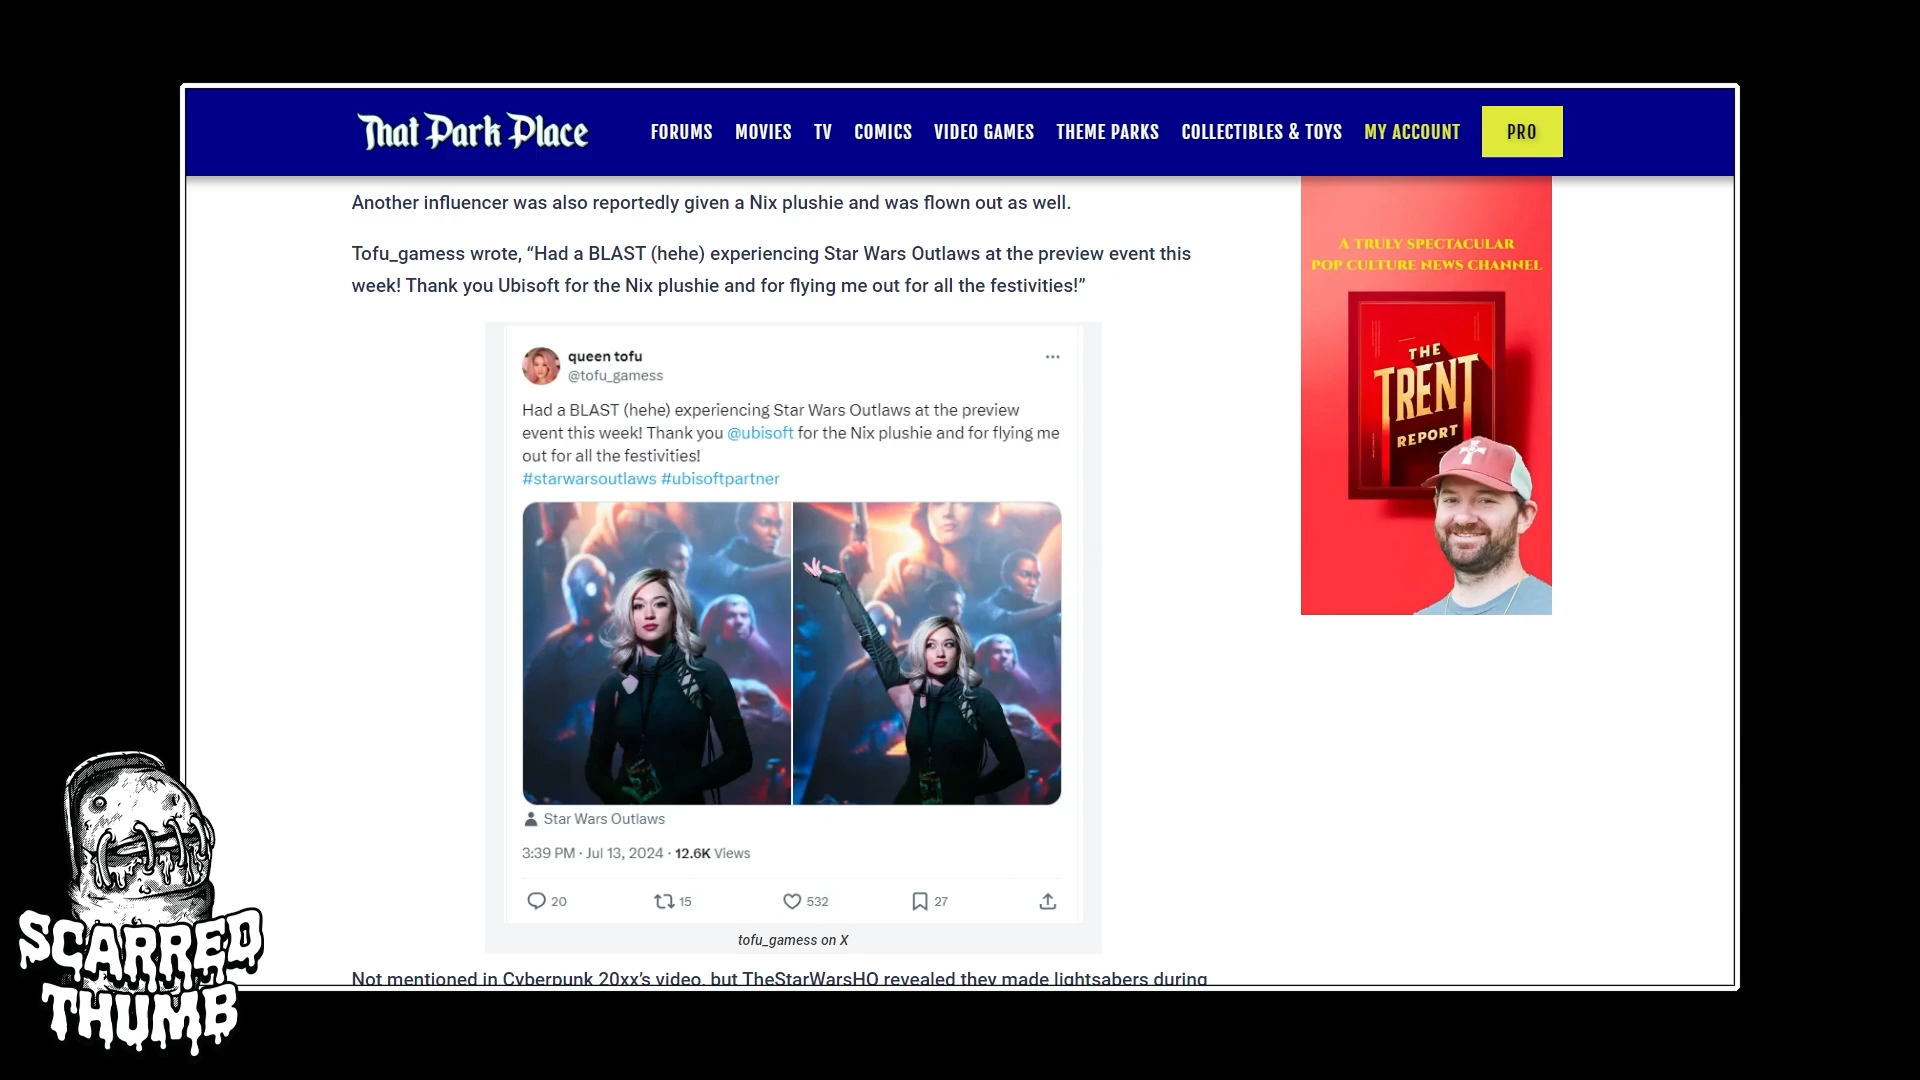 That Park Place
FORUMS MOVIES TV COMICS VIDEO GAMES THEME PARKS COLLECTIBLES & TOYS MY ACCOUNT PRO
Another influencer was also reportedly given a Nix plushie and was flown out as well.
Tofu_gamess wrote, “Had a BLAST (hehe) experiencing Star Wars Outlaws at the preview event this
week! Thank you Ubisoft for the Nix plushie and for flying me out for all the festivities!”
queen tofu
@tofu_gamess
Had a BLAST (hehe) experiencing Star Wars Outlaws at the preview
event this week! Thank you @ubisoft for the Nix plushie and for flying me
out for all the festivities!
#starwarsoutlaws #ubisoftpartner
Star Wars Outlaws
3:39 PM · Jul 13, 2024 · 12.6K Views
20 15 532 27
tofu_gamess on X
Not mentioned in Cyberpunk 20xx’s video, but TheStarWarsHQ revealed they made lightsabers during
A TRULY SPECTACULAR
POP CULTURE NEWS CHANNEL
THE
TRENT
REPORT
SCARRED
THUMB